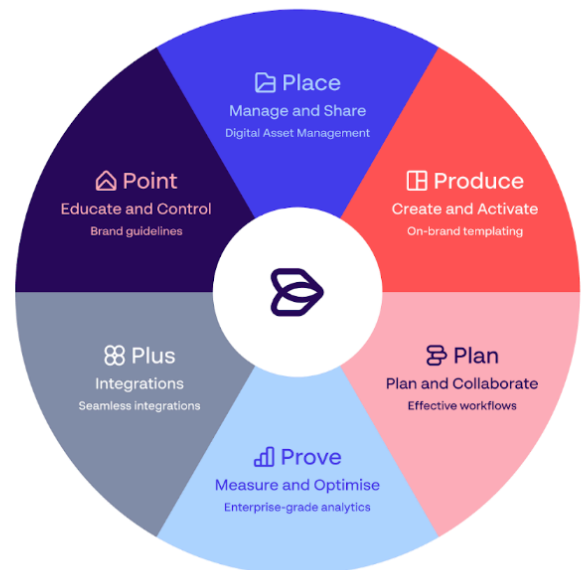 Place
Manage and Share
Digital Asset Management
Produce
Create and Activate
On-brand templating
Plan
Plan and Collaborate
Effective workflows
Prove
Measure and Optimise
Enterprise-grade analytics
Plus
Integrations
Seamless integrations
Point
Educate and Control
Brand guidelines